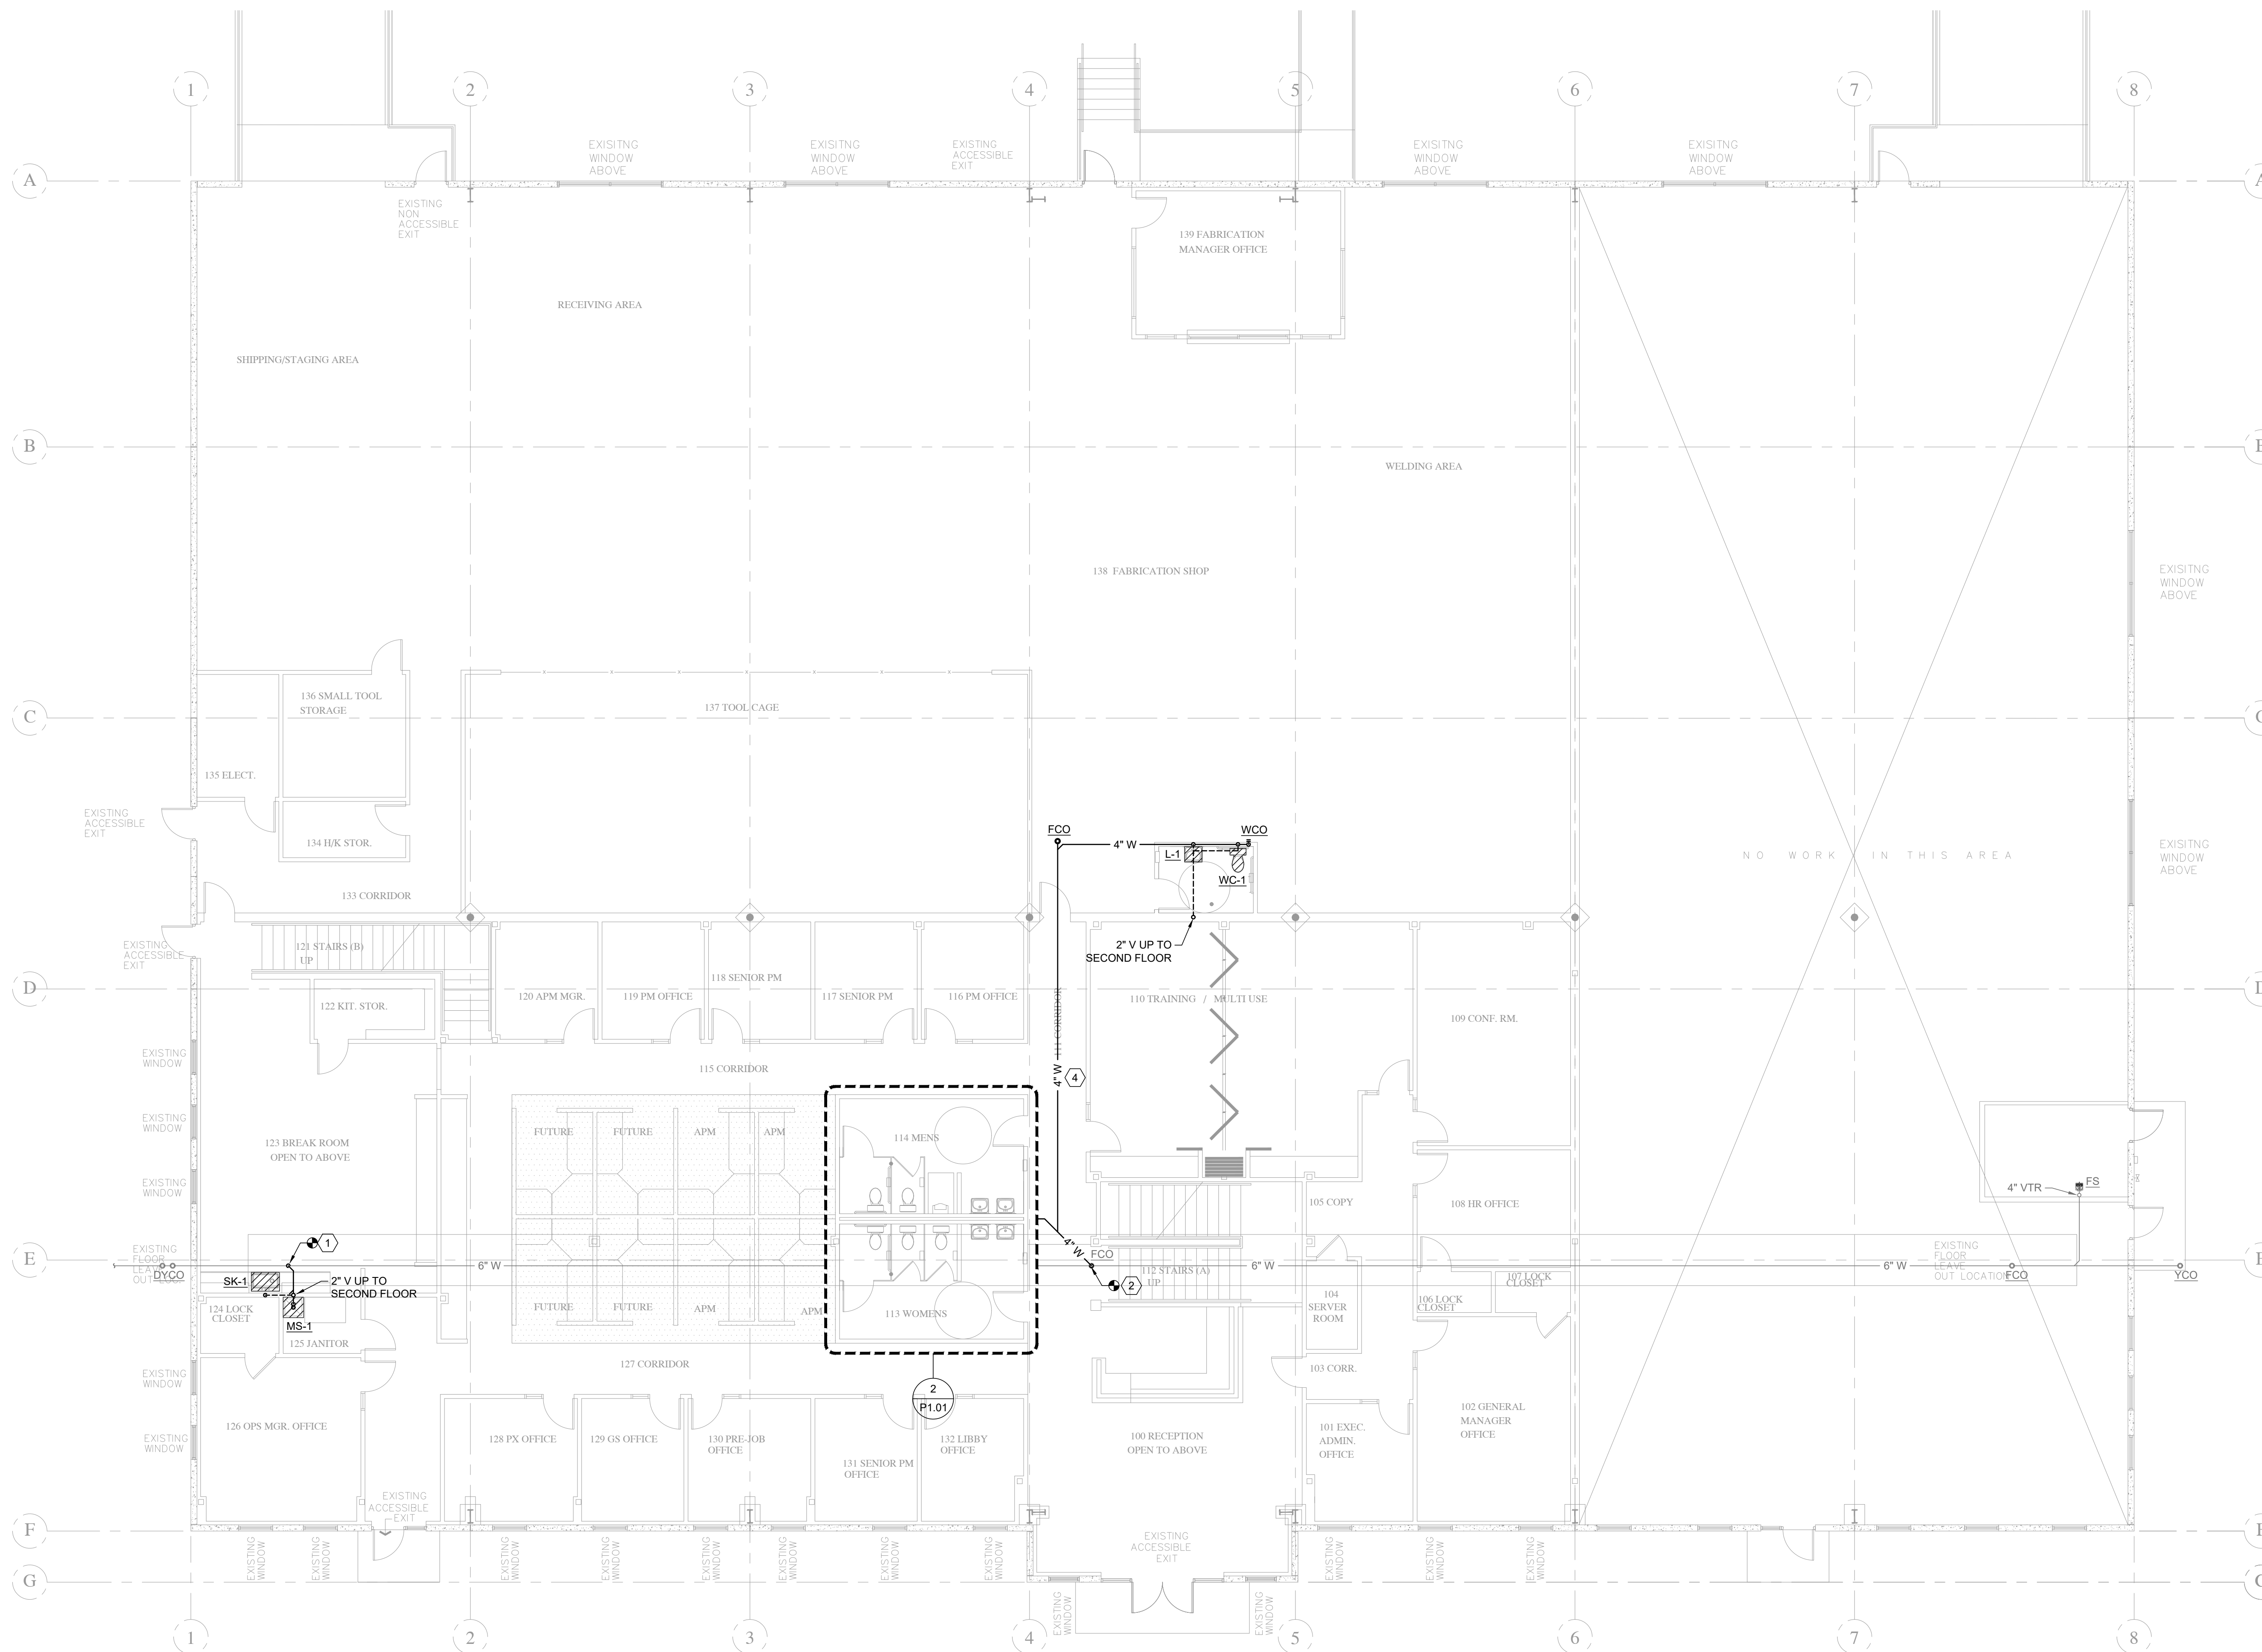 1
2
3
4
5
6
7
8
EXISITNG
WINDOW
ABOVE
EXISITNG
WINDOW
ABOVE
EXISTING
ACCESSIBLE
EXIT
EXISITNG
WINDOW
ABOVE
EXISITNG
WINDOW
ABOVE
A
EXISTING
NON
ACCESSIBLE
EXIT
139 FABRICATION
MANAGER OFFICE
RECEIVING AREA
SHIPPING/STAGING AREA
B
WELDING AREA
138 FABRICATION SHOP
EXISITNG
WINDOW
ABOVE
136 SMALL TOOL
STORAGE
137 TOOL CAGE
C
135 ELECT.
EXISTING
ACCESSIBLE
EXIT
134 H/K STOR.
FCO
4" W
WCO
L-1
WC-1
NO WORK IN THIS AREA
EXISITNG
WINDOW
ABOVE
133 CORRIDOR
EXISTING
ACCESSIBLE
EXIT
121 STAIRS (B)
UP
2" V UP TO
SECOND FLOOR
118 SENIOR PM
D
D
122 KIT. STOR.
120 APM MGR.
119 PM OFFICE
117 SENIOR PM
116 PM OFFICE
111 CORRIDOR
110 TRAINING / MULTI USE
109 CONF. RM.
EXISTING
WINDOW
115 CORRIDOR
4" W
4
EXISTING
WINDOW
123 BREAK ROOM
OPEN TO ABOVE
FUTURE
FUTURE
APM
APM
114 MENS
EXISTING
WINDOW
105 COPY
108 HR OFFICE
4" VTR
FS
E
EXISTING
FLOOR
LEAVE
OUT
DYCO
1
SK-1
2" V UP TO
SECOND FLOOR
6" W
4" W
FCO
2
112 STAIRS (A)
UP
6" W
107 LOCK
CLOSET
6" W
EXISTING
FLOOR
LEAVE
OUT LOCATION
FCO
YCO
124 LOCK
CLOSET
MS-1
125 JANITOR
FUTURE
FUTURE
APM
APM
113 WOMENS
104
SERVER
ROOM
106 LOCK
CLOSET
127 CORRIDOR
103 CORR.
EXISTING
WINDOW
2
P1.01
126 OPS MGR. OFFICE
EXISTING
WINDOW
128 PX OFFICE
129 GS OFFICE
130 PRE-JOB
OFFICE
131 SENIOR PM
OFFICE
132 LIBBY
OFFICE
100 RECEPTION
OPEN TO ABOVE
101 EXEC.
ADMIN.
OFFICE
102 GENERAL
MANAGER
OFFICE
EXISTING
ACCESSIBLE
EXIT
F
EXISTING
ACCESSIBLE
EXIT
EXISTING
WINDOW
EXISTING
WINDOW
EXISTING
WINDOW
EXISTING
WINDOW
EXISTING
WINDOW
EXISTING
WINDOW
EXISTING
WINDOW
EXISTING
WINDOW
EXISTING
WINDOW
EXISTING
WINDOW
G
EXISTING
WINDOW
EXISTING
WINDOW
1
2
3
4
5
6
7
8